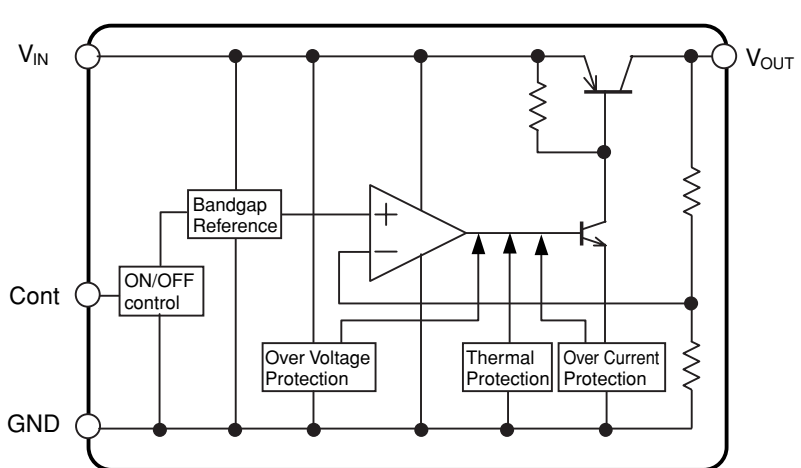 VIN
VOUT
Bandgap
Reference
+
−
Cont
ON/OFF
control
Over Voltage
Protection
Thermal
Protection
Over Current
Protection
GND